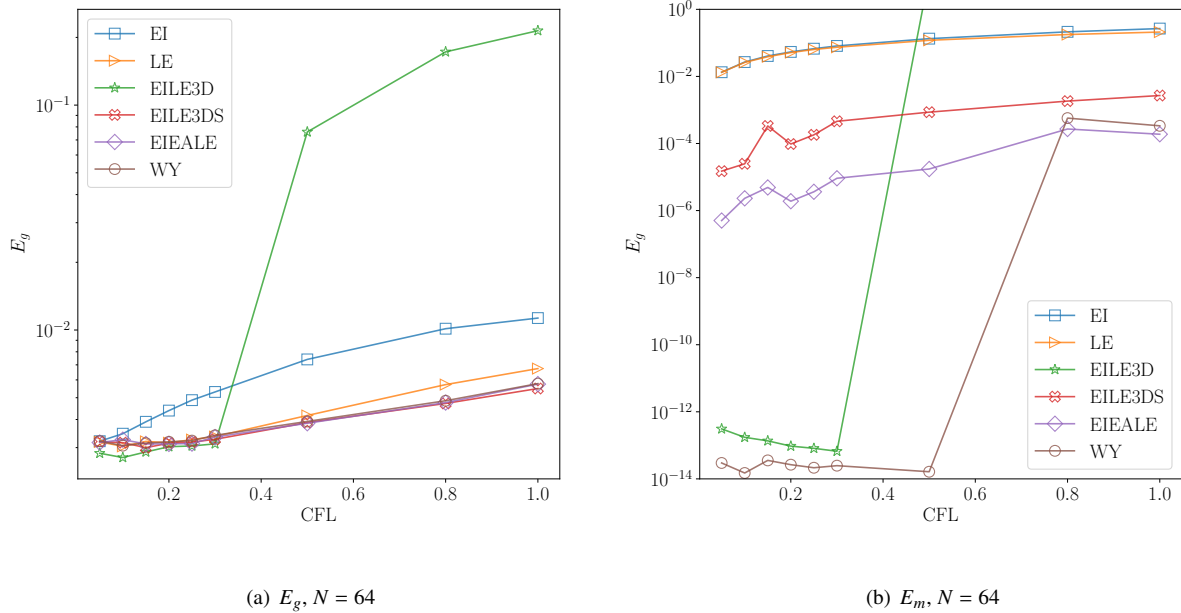 10^{-1}
10^{-2}
E_g
0.2 0.4 0.6 0.8 1.0
CFL
EI
LE
EILE3D
EILE3DS
EIEALE
WY
(a) E_g, N = 64
10^0
10^{-2}
10^{-4}
10^{-6}
10^{-8}
10^{-10}
10^{-12}
10^{-14}
E_g
0.2 0.4 0.6 0.8 1.0
CFL
EI
LE
EILE3D
EILE3DS
EIEALE
WY
(b) E_m, N = 64